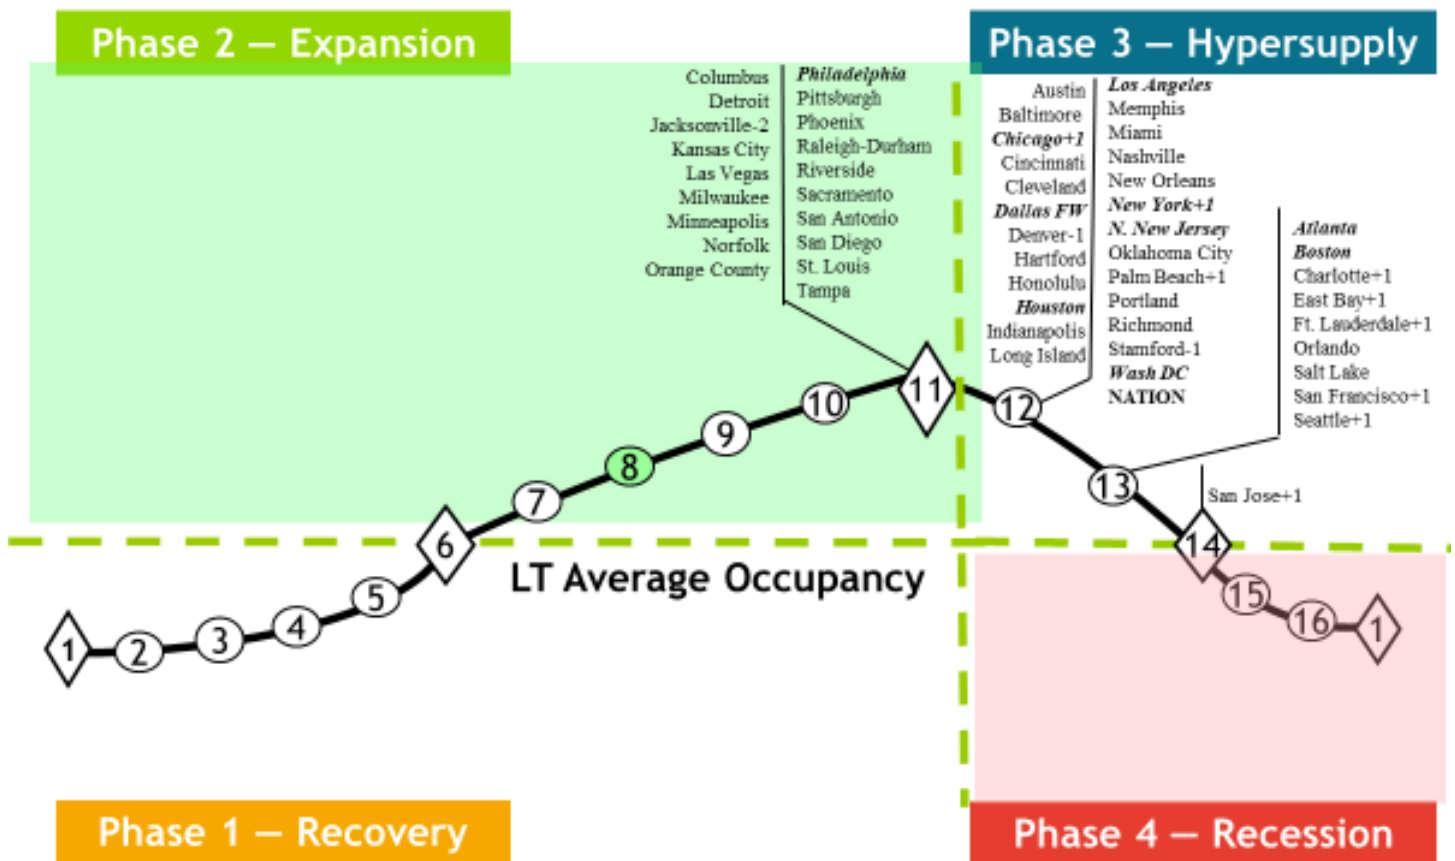 Phase 2 — Expansion
Phase 3 — Hypersupply
Columbus
Detroit
Jacksonville-2
Kansas City
Las Vegas
Milwaukee
Minneapolis
Norfolk
Orange County
Philadelphia
Pittsburgh
Phoenix
Raleigh-Durham
Riverside
Sacramento
San Antonio
San Diego
St. Louis
Tampa
Austin
Baltimore
Chicago+1
Cincinnati
Cleveland
Dallas FW
Denver-1
Hartford
Honolulu
Houston
Indianapolis
Long Island
Los Angeles
Memphis
Miami
Nashville
New Orleans
New York+1
N. New Jersey
Oklahoma City
Palm Beach+1
Portland
Richmond
Stamford-1
Wash DC
NATION
Atlanta
Boston
Charlotte+1
East Bay+1
Ft. Lauderdale+1
Orlando
Salt Lake
San Francisco+1
Seattle+1
San Jose+1
1
2
3
4
5
6
7
8
9
10
11
12
13
14
15
16
1
LT Average Occupancy
Phase 1 — Recovery
Phase 4 — Recession